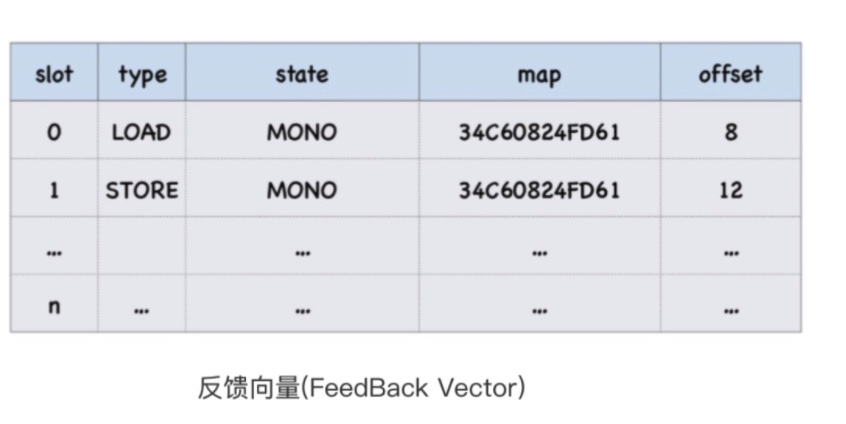 slot type state map offset
0 LOAD MONO 34C60824FD61 8
1 STORE MONO 34C60824FD61 12
... ... ... ...
n ... ... ... ...
反馈向量(FeedBack Vector)